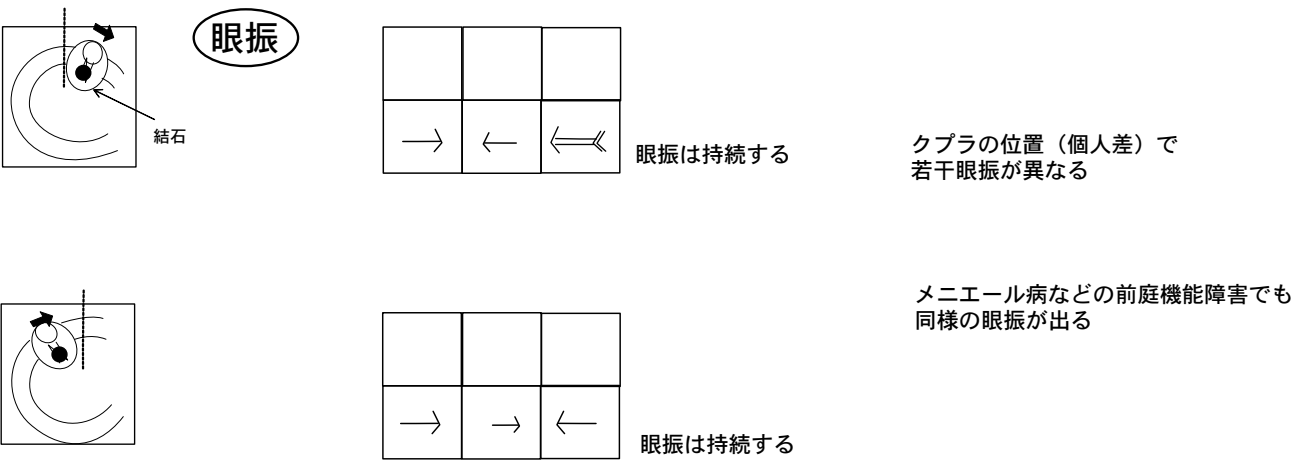 眼振
結石
眼振は持続する
クプラの位置（個人差）で
若干眼振が異なる
メニエール病などの前庭機能障害でも
同様の眼振が出る
眼振は持続する